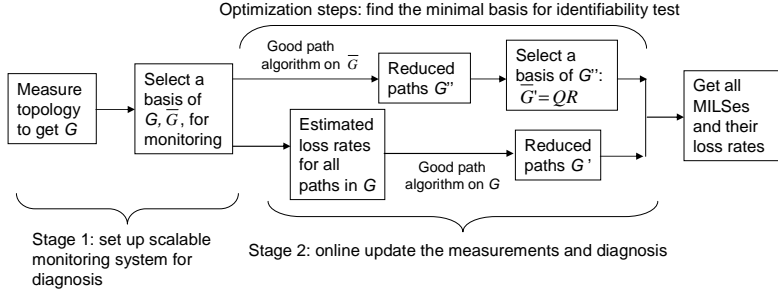 Optimization steps: find the minimal basis for identifiability test
Measure
topology
to get G
Select a
basis of
G, G̅, for
monitoring
Good path
algorithm on G̅
Reduced
paths G"
Select a
basis of G":
G̅'=QR
Estimated
loss rates
for all
paths in G
Good path
algorithm on G
Reduced
paths G'
Get all
MILSes
and their
loss rates
Stage 1: set up scalable
monitoring system for
diagnosis
Stage 2: online update the measurements and diagnosis